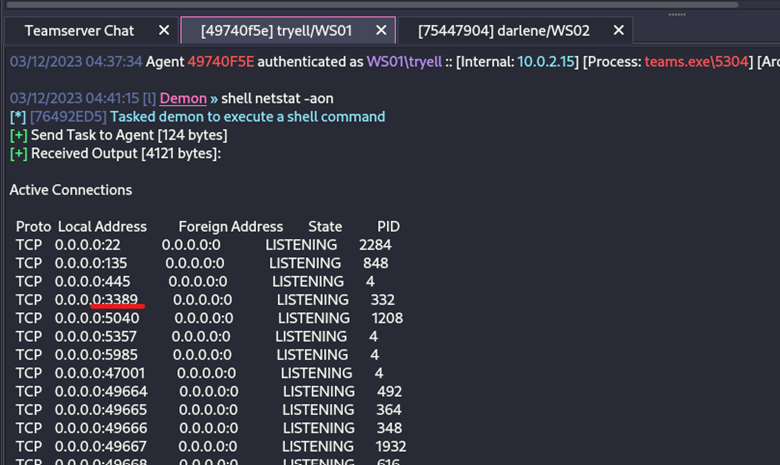 Teamserver Chat ✕ [49740f5e] tryell/WS01 ✕ [75447904] darlene/WS02 ✕
03/12/2023 04:37:34 Agent 49740F5E authenticated as WS01\tryell :: [Internal: 10.0.2.15] [Process: teams.exe\5304] [Arc
03/12/2023 04:41:15 [l] Demon » shell netstat -aon
[*] [76492ED5] Tasked demon to execute a shell command
[+] Send Task to Agent [124 bytes]
[+] Received Output [4121 bytes]:
Active Connections
Proto Local Address Foreign Address State PID
TCP 0.0.0.0:22 0.0.0.0:0 LISTENING 2284
TCP 0.0.0.0:135 0.0.0.0:0 LISTENING 848
TCP 0.0.0.0:445 0.0.0.0:0 LISTENING 4
TCP 0.0.0.0:3389 0.0.0.0:0 LISTENING 332
TCP 0.0.0.0:5040 0.0.0.0:0 LISTENING 1208
TCP 0.0.0.0:5357 0.0.0.0:0 LISTENING 4
TCP 0.0.0.0:5985 0.0.0.0:0 LISTENING 4
TCP 0.0.0.0:47001 0.0.0.0:0 LISTENING 4
TCP 0.0.0.0:49664 0.0.0.0:0 LISTENING 492
TCP 0.0.0.0:49665 0.0.0.0:0 LISTENING 364
TCP 0.0.0.0:49666 0.0.0.0:0 LISTENING 348
TCP 0.0.0.0:49667 0.0.0.0:0 LISTENING 1932
TCP 0.0.0.0:49668 0.0.0.0:0 LISTENING 616